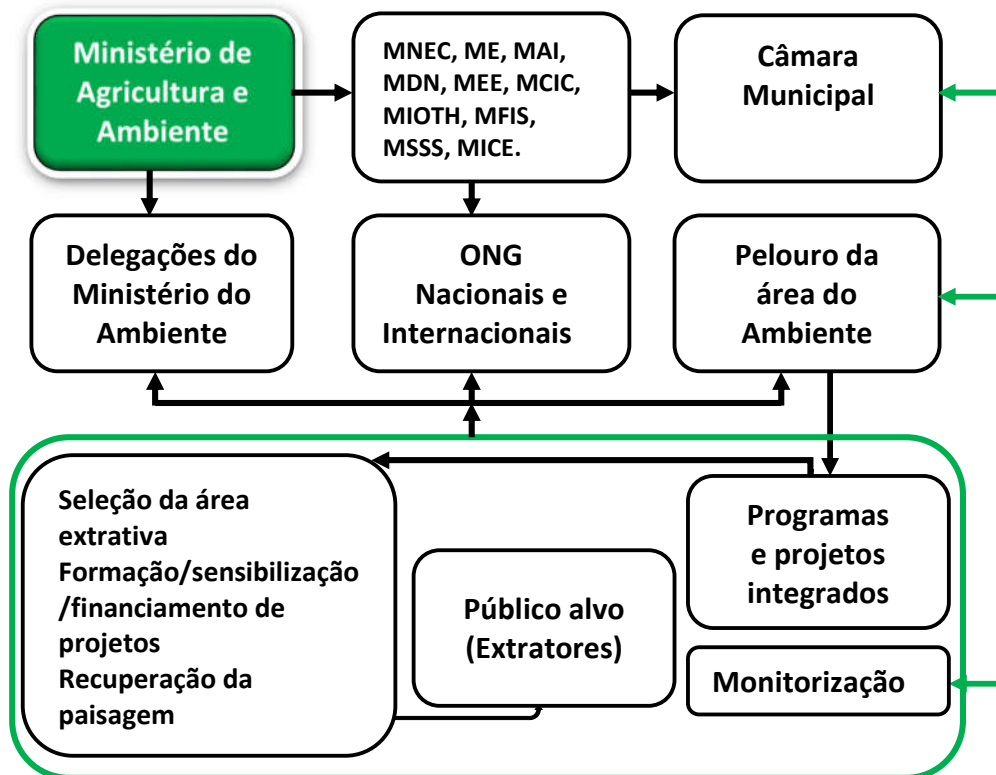 Ministério de
Agricultura e
Ambiente
MNEC, ME, MAI,
MDN, MEE, MCIC,
MIOTH, MFIS,
MSSS, MICE.
Câmara
Municipal
Delegações do
Ministério do
Ambiente
ONG
Nacionais e
Internacionais
Pelouro da
área do
Ambiente
Seleção da área
extrativa
Formação/sensibilização
/financiamento de
projetos
Recuperação da
paisagem
Público alvo
(Extratores)
Programas
e projetos
integrados
Monitorização